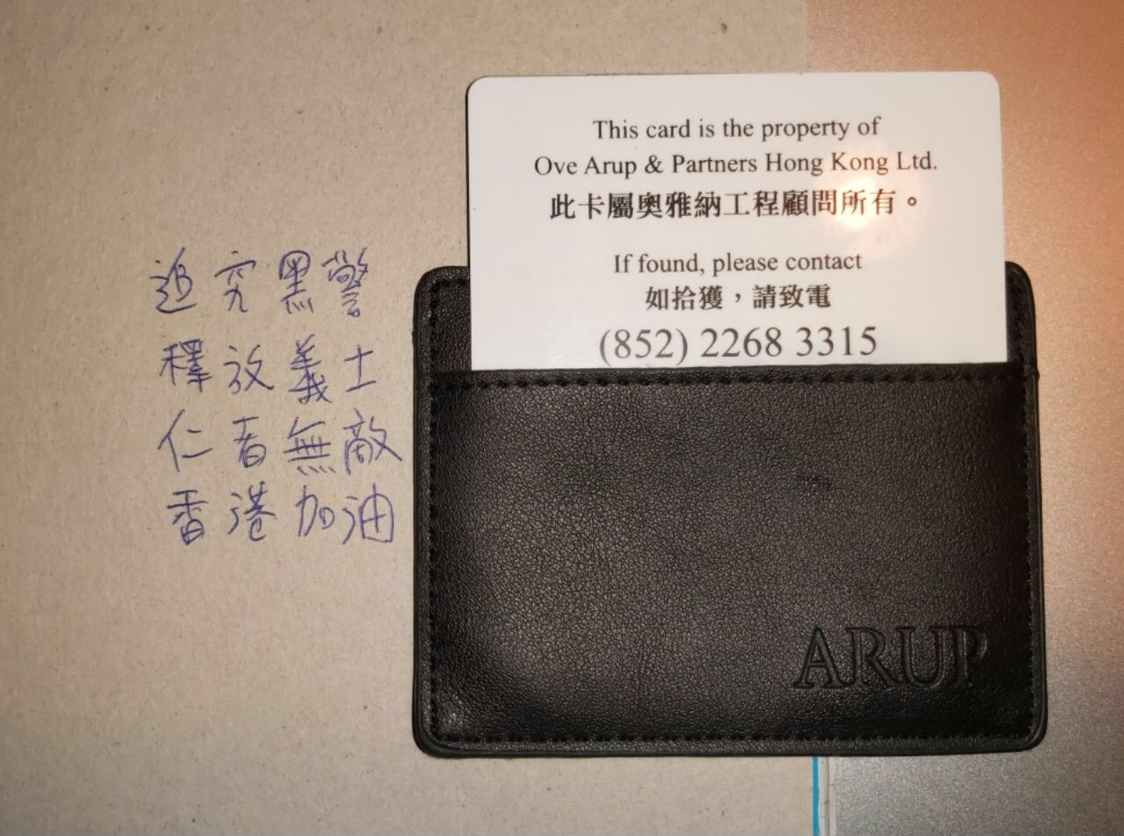 This card is the property of
Ove Arup & Partners Hong Kong Ltd.
此卡屬奧雅納工程顧問所有。
If found, please contact
如拾獲，請致電
(852) 2268 3315
追究黑警
釋放義士
仁者無敵
香港加油
ARUP